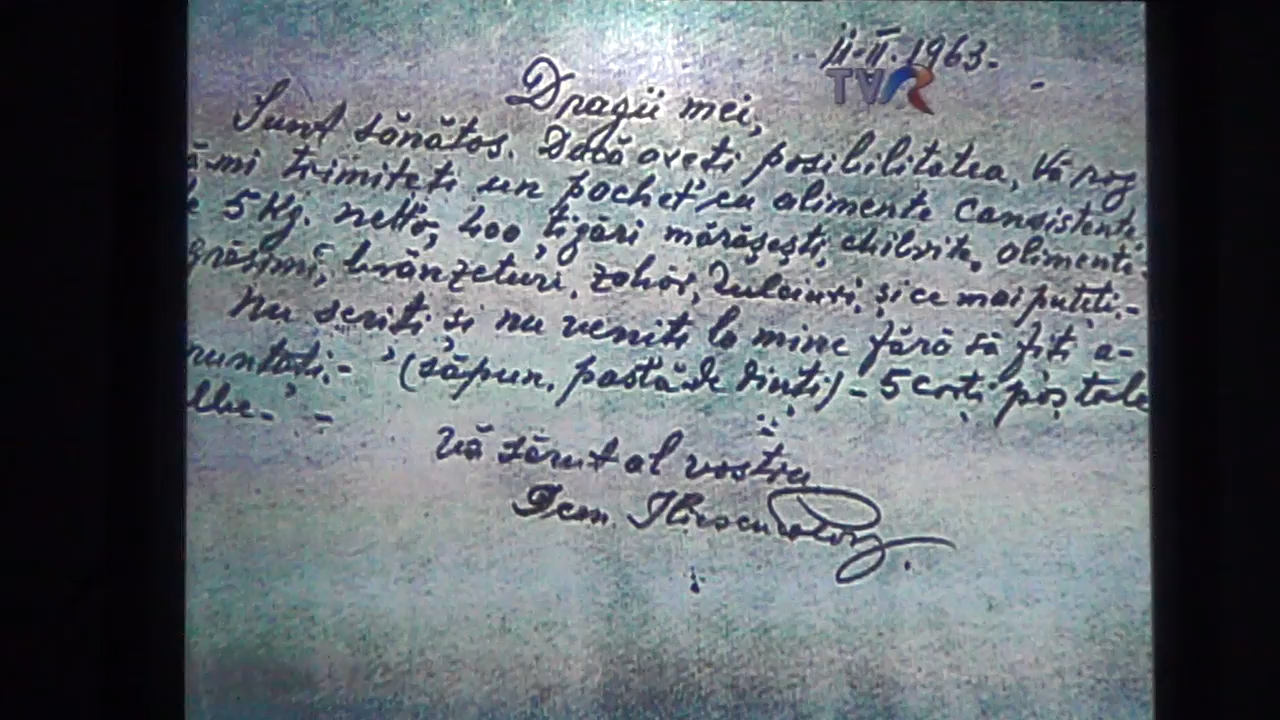 11-II.1963.-
TVR
Dragii mei,
Sunt sănătos. Dacă aveți posibilitatea, Vă rog
ă-mi trimiteți un pachet cu alimente consistente
5 Kg. netto, 400 țigări mărășești, chibrite, alimente-
grăsimi, brânzeturi, zahăr, dulciuri, și ce mai puteți.-
Nu scriți și nu veniți la mine fără să fiți a-
nunțați.- (săpun, pastă de dinți) - 5 cărți poștale
albe.- -
Vă sărut al vostru
Dem.